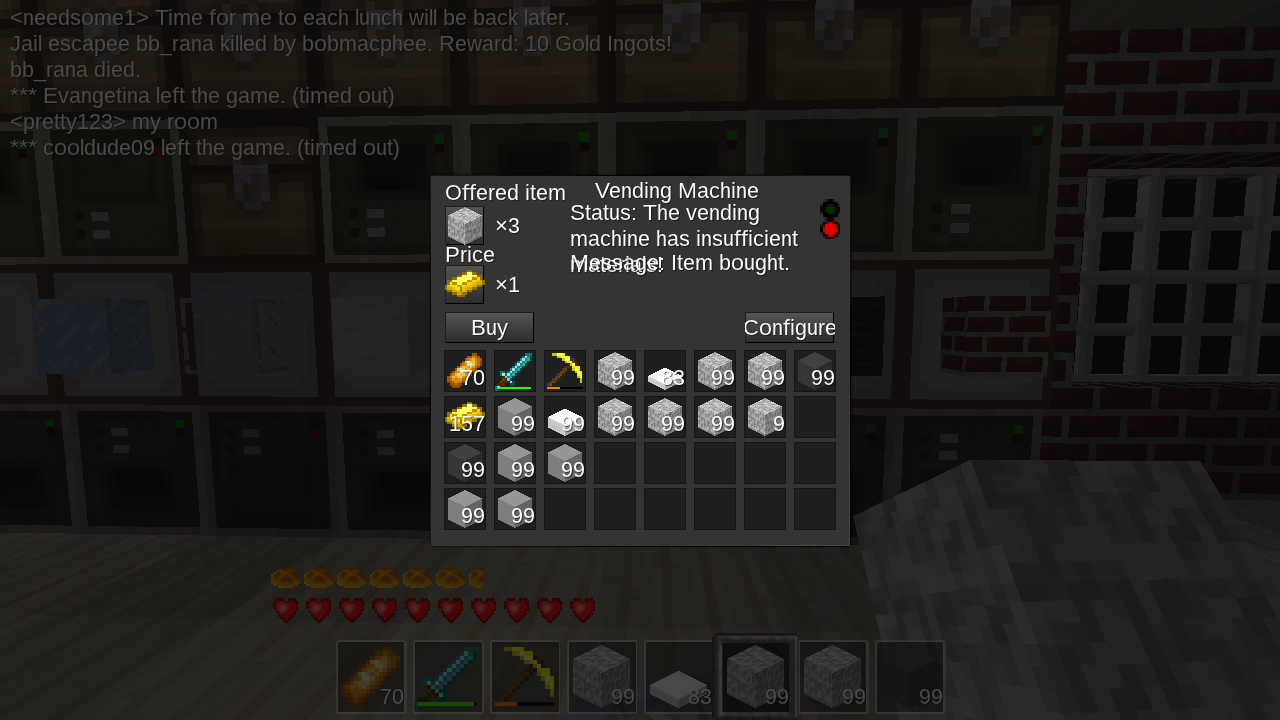 <needsome1> Time for me to each lunch will be back later.
Jail escapee bb_rana killed by bobmacphee. Reward: 10 Gold Ingots!
bb_rana died.
*** Evangetina left the game. (timed out)
<pretty123> my room
*** cooldude09 left the game. (timed out)
Offered item
Vending Machine
×3
Status: The vending
machine has insufficient
materials!
Message: Item bought.
Price
×1
Buy
Configure
70 99 83 99 99 99
157 99 99 99 99 99 9
99 99 99
99 99
70 99 83 99 99 99